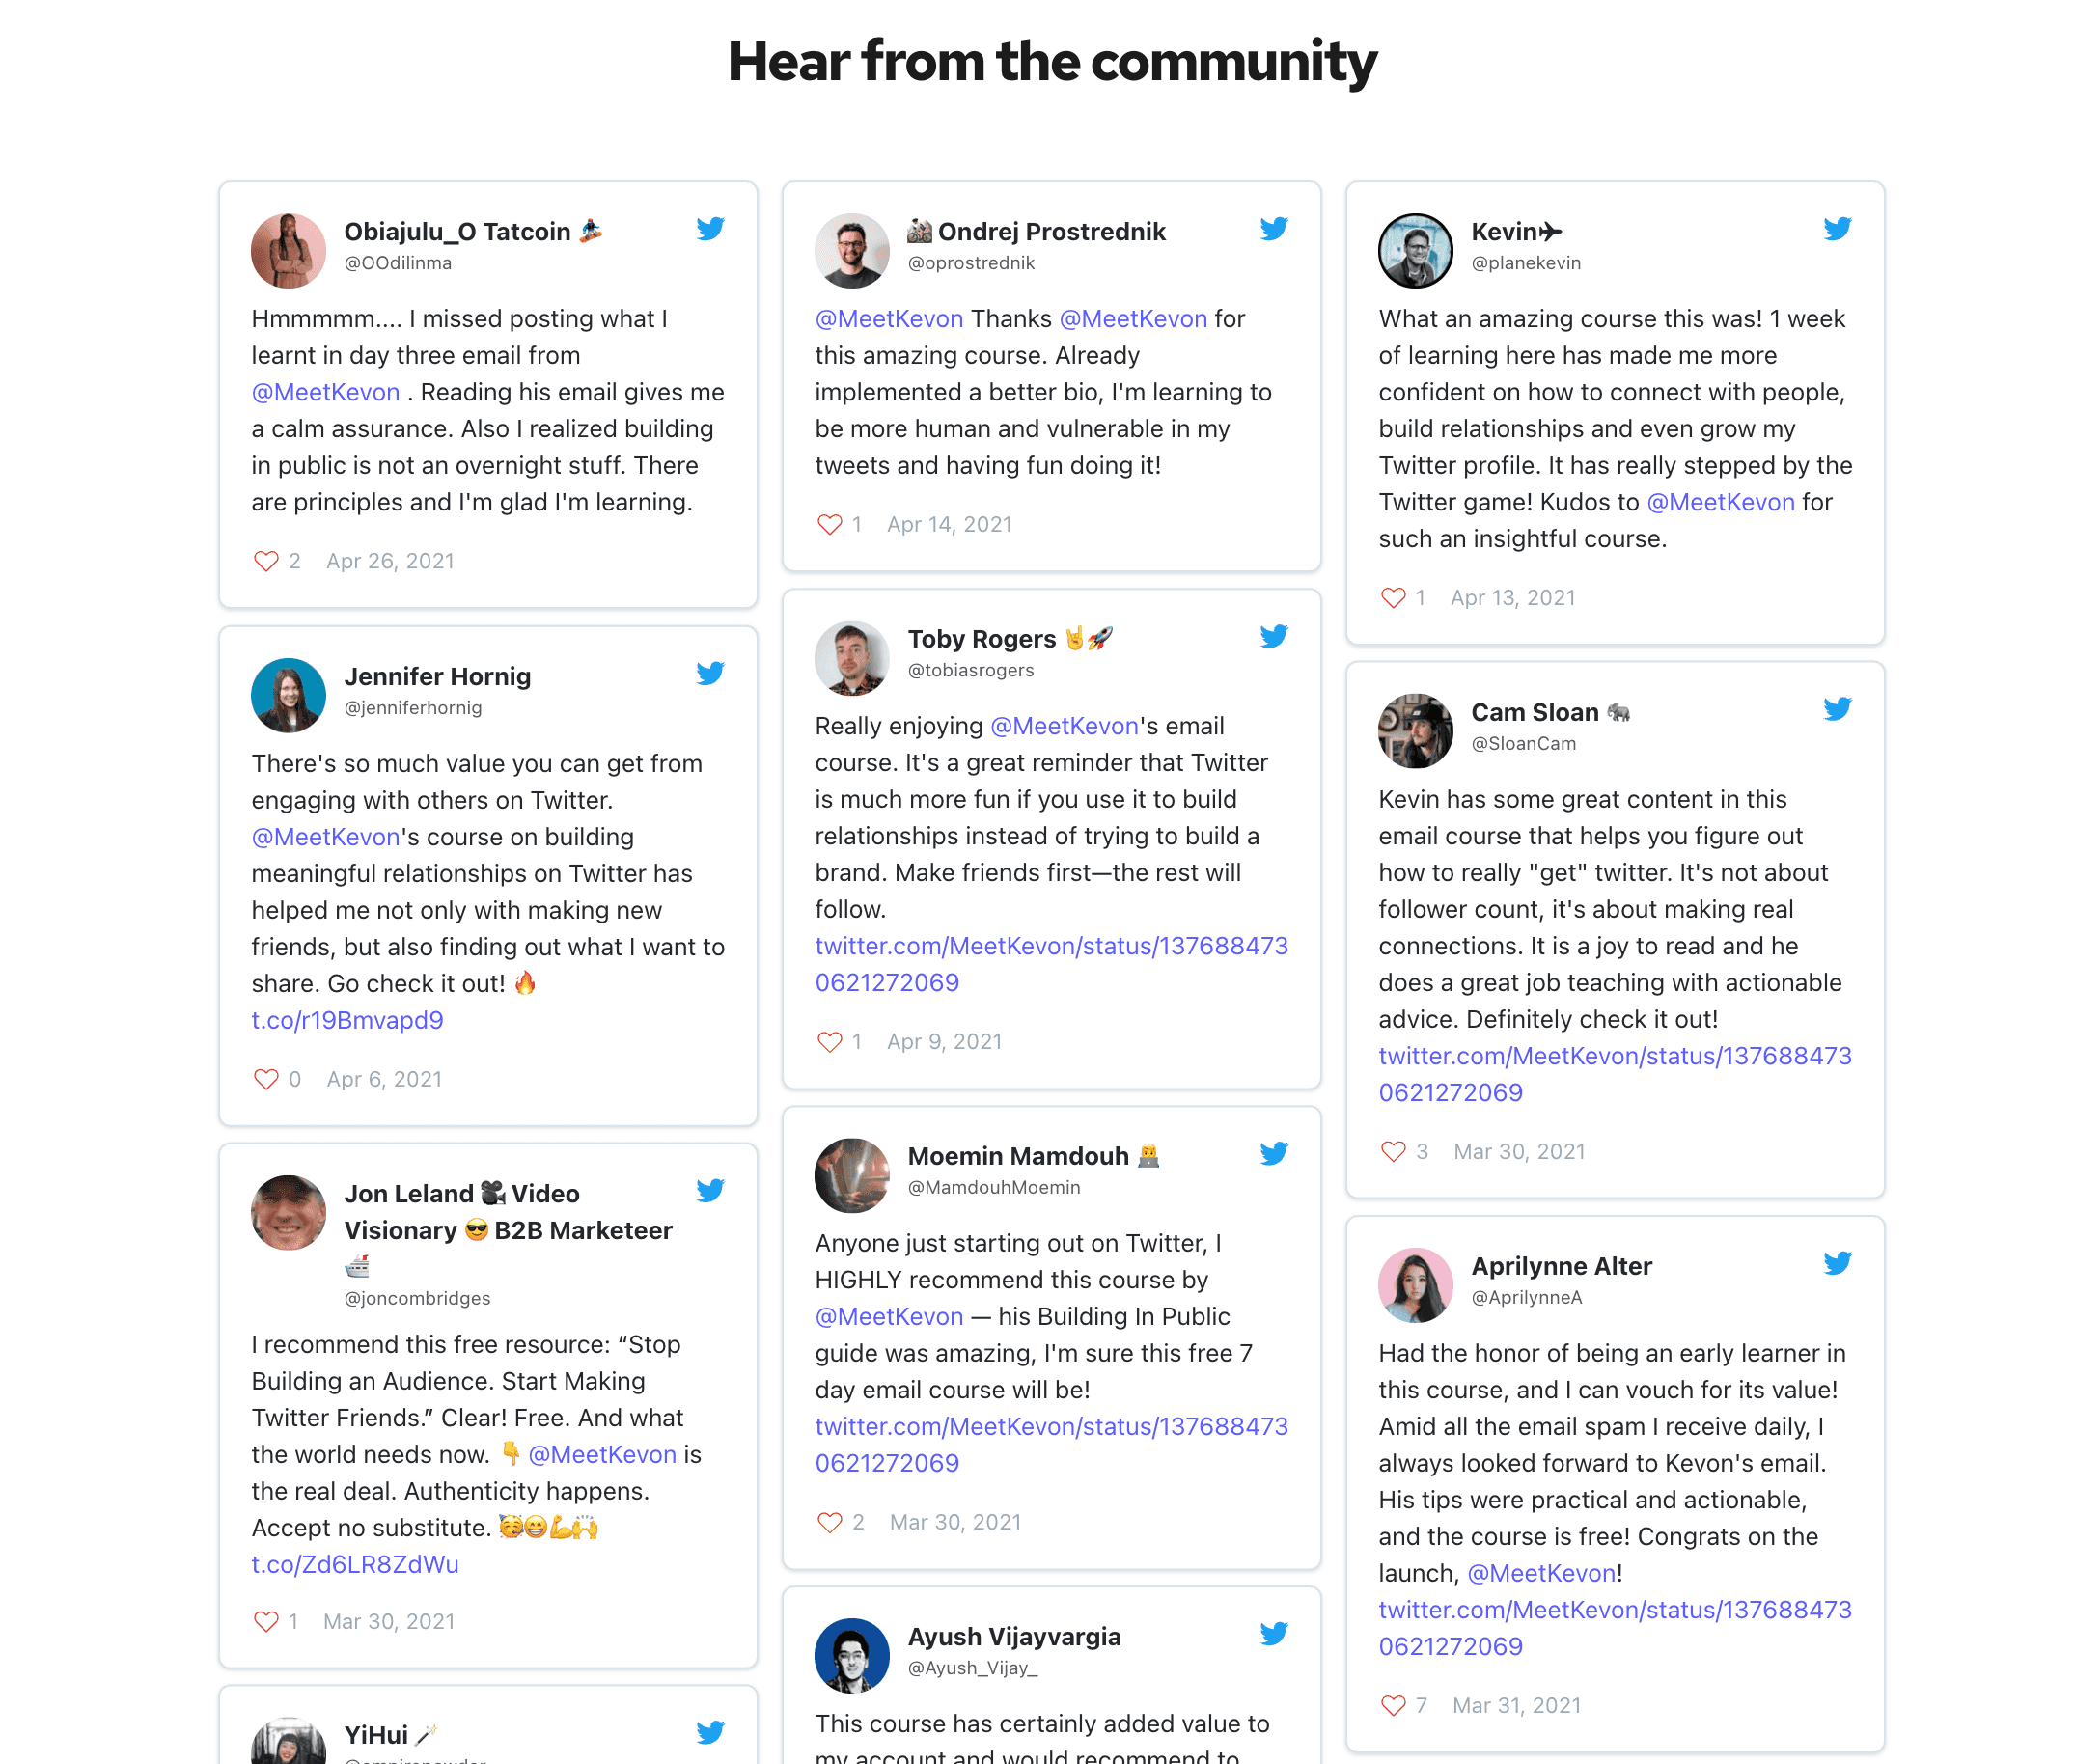 Hear from the community
Obiajulu_O Tatcoin 🏂
@OOdilinma
Hmmmmm.... I missed posting what I
learnt in day three email from
@MeetKevon . Reading his email gives me
a calm assurance. Also I realized building
in public is not an overnight stuff. There
are principles and I'm glad I'm learning.
2 Apr 26, 2021
Jennifer Hornig
@jenniferhornig
There's so much value you can get from
engaging with others on Twitter.
@MeetKevon's course on building
meaningful relationships on Twitter has
helped me not only with making new
friends, but also finding out what I want to
share. Go check it out! 🔥
t.co/r19Bmvapd9
0 Apr 6, 2021
Jon Leland 🎥 Video
Visionary 😎 B2B Marketeer
🛥
@joncombridges
I recommend this free resource: “Stop
Building an Audience. Start Making
Twitter Friends.” Clear! Free. And what
the world needs now. 👇 @MeetKevon is
the real deal. Authenticity happens.
Accept no substitute. 🥳😁💪🙌
t.co/Zd6LR8ZdWu
1 Mar 30, 2021
YiHui 🪄
🚵 Ondrej Prostrednik
@oprostrednik
@MeetKevon Thanks @MeetKevon for
this amazing course. Already
implemented a better bio, I'm learning to
be more human and vulnerable in my
tweets and having fun doing it!
1 Apr 14, 2021
Toby Rogers 🤘🚀
@tobiasrogers
Really enjoying @MeetKevon's email
course. It's a great reminder that Twitter
is much more fun if you use it to build
relationships instead of trying to build a
brand. Make friends first—the rest will
follow.
twitter.com/MeetKevon/status/137688473
0621272069
1 Apr 9, 2021
Moemin Mamdouh 👨‍💻
@MamdouhMoemin
Anyone just starting out on Twitter, I
HIGHLY recommend this course by
@MeetKevon — his Building In Public
guide was amazing, I'm sure this free 7
day email course will be!
twitter.com/MeetKevon/status/137688473
0621272069
2 Mar 30, 2021
Ayush Vijayvargia
@Ayush_Vijay_
This course has certainly added value to
my account and would recommend to
Kevin✈
@planekevin
What an amazing course this was! 1 week
of learning here has made me more
confident on how to connect with people,
build relationships and even grow my
Twitter profile. It has really stepped by the
Twitter game! Kudos to @MeetKevon for
such an insightful course.
1 Apr 13, 2021
Cam Sloan 🐘
@SloanCam
Kevin has some great content in this
email course that helps you figure out
how to really "get" twitter. It's not about
follower count, it's about making real
connections. It is a joy to read and he
does a great job teaching with actionable
advice. Definitely check it out!
twitter.com/MeetKevon/status/137688473
0621272069
3 Mar 30, 2021
Aprilynne Alter
@AprilynneA
Had the honor of being an early learner in
this course, and I can vouch for its value!
Amid all the email spam I receive daily, I
always looked forward to Kevon's email.
His tips were practical and actionable,
and the course is free! Congrats on the
launch, @MeetKevon!
twitter.com/MeetKevon/status/137688473
0621272069
7 Mar 31, 2021